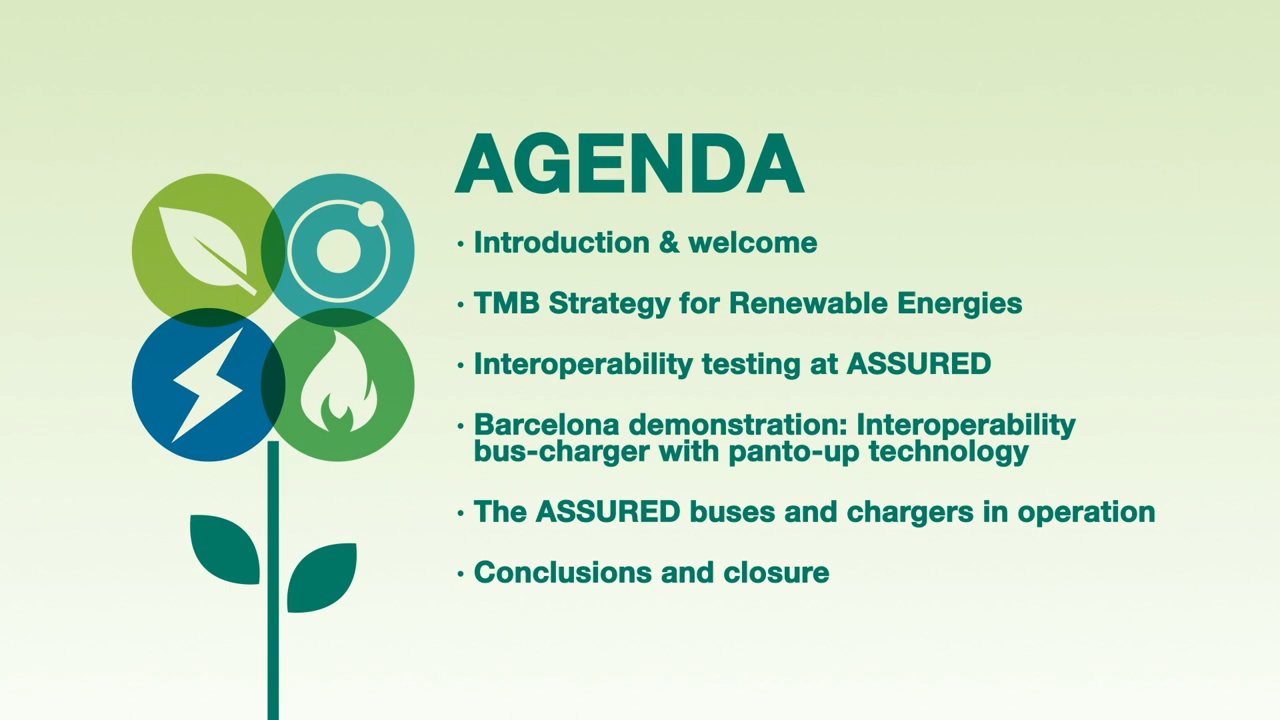 AGENDA
· Introduction & welcome
· TMB Strategy for Renewable Energies
· Interoperability testing at ASSURED
· Barcelona demonstration: Interoperability
bus-charger with panto-up technology
· The ASSURED buses and chargers in operation
· Conclusions and closure